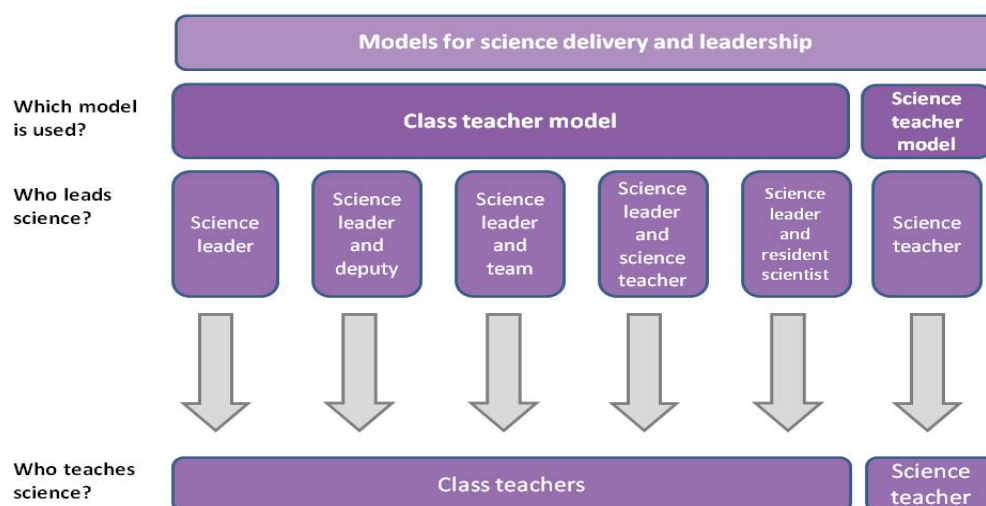 Models for science delivery and leadership
Which model
is used?
Class teacher model
Science
teacher
model
Who leads
science?
Science
leader
Science
leader
and
deputy
Science
leader
and
team
Science
leader
and
science
teacher
Science
leader
and
resident
scientist
Science
teacher
Who teaches
science?
Class teachers
Science
teacher